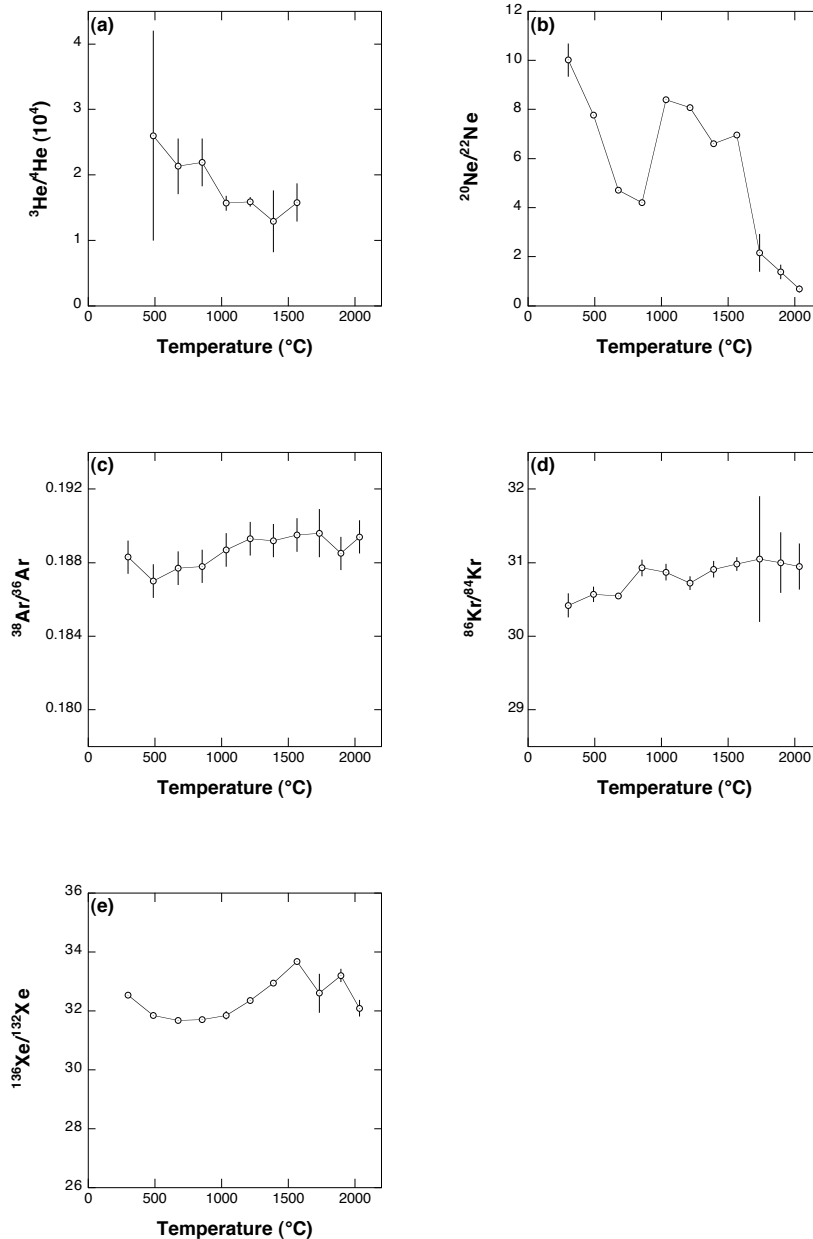 (a)
³He/⁴He (10⁴)
4
3
2
1
0
0 500 1000 1500 2000
Temperature (°C)
(b)
²⁰Ne/²²Ne
12
10
8
6
4
2
0
0 500 1000 1500 2000
Temperature (°C)
(c)
³⁸Ar/³⁶Ar
0.192
0.188
0.184
0.180
0 500 1000 1500 2000
Temperature (°C)
(d)
⁸⁶Kr/⁸⁴Kr
32
31
30
29
0 500 1000 1500 2000
Temperature (°C)
(e)
¹³⁶Xe/¹³²Xe
36
34
32
30
28
26
0 500 1000 1500 2000
Temperature (°C)